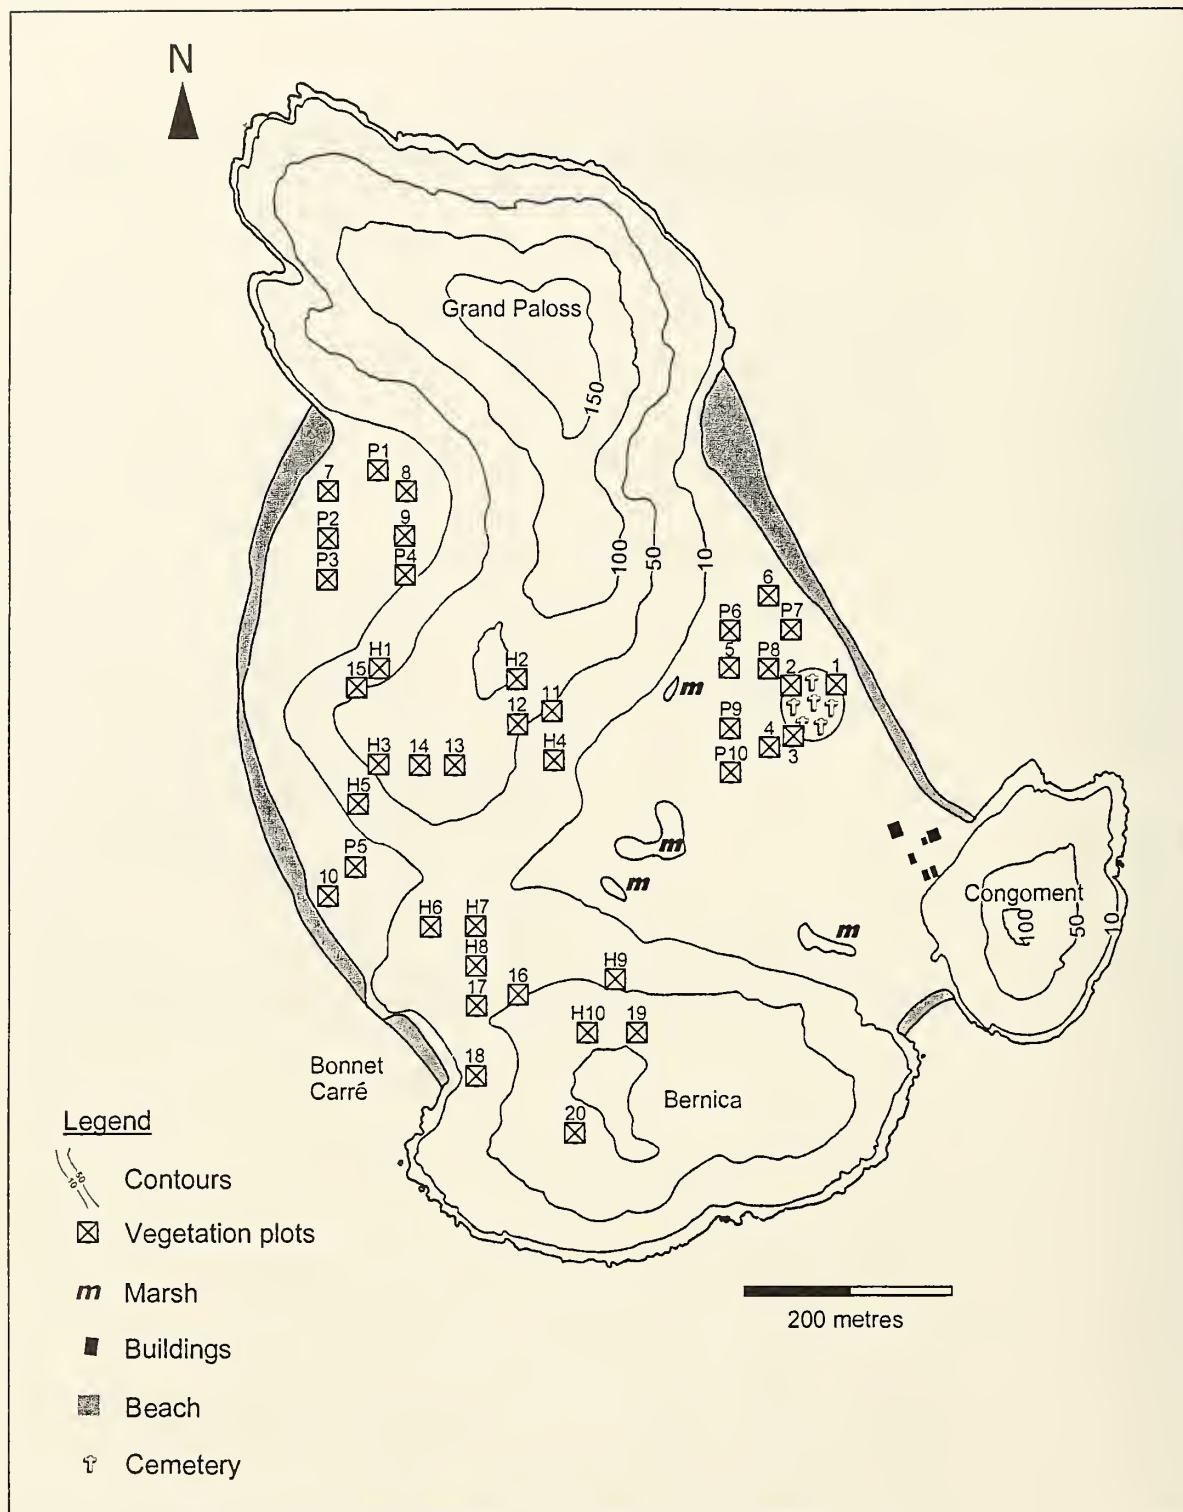 N
Grand Paloss
150
P1
7
8
P2
9
P3
P4
100
50
10
6
P6
P7
H1
5
P8
15
H2
2
1
m
11
12
P9
H3
14
13
H4
4
3
P10
H5
m
P5
10
m
Congoment
100
50
10
H6
H7
m
H8
H9
16
17
H10
19
Bonnet
Carré
18
Bernica
20
Legend
50
10
Contours
Vegetation plots
m Marsh
200 metres
Buildings
Beach
Cemetery